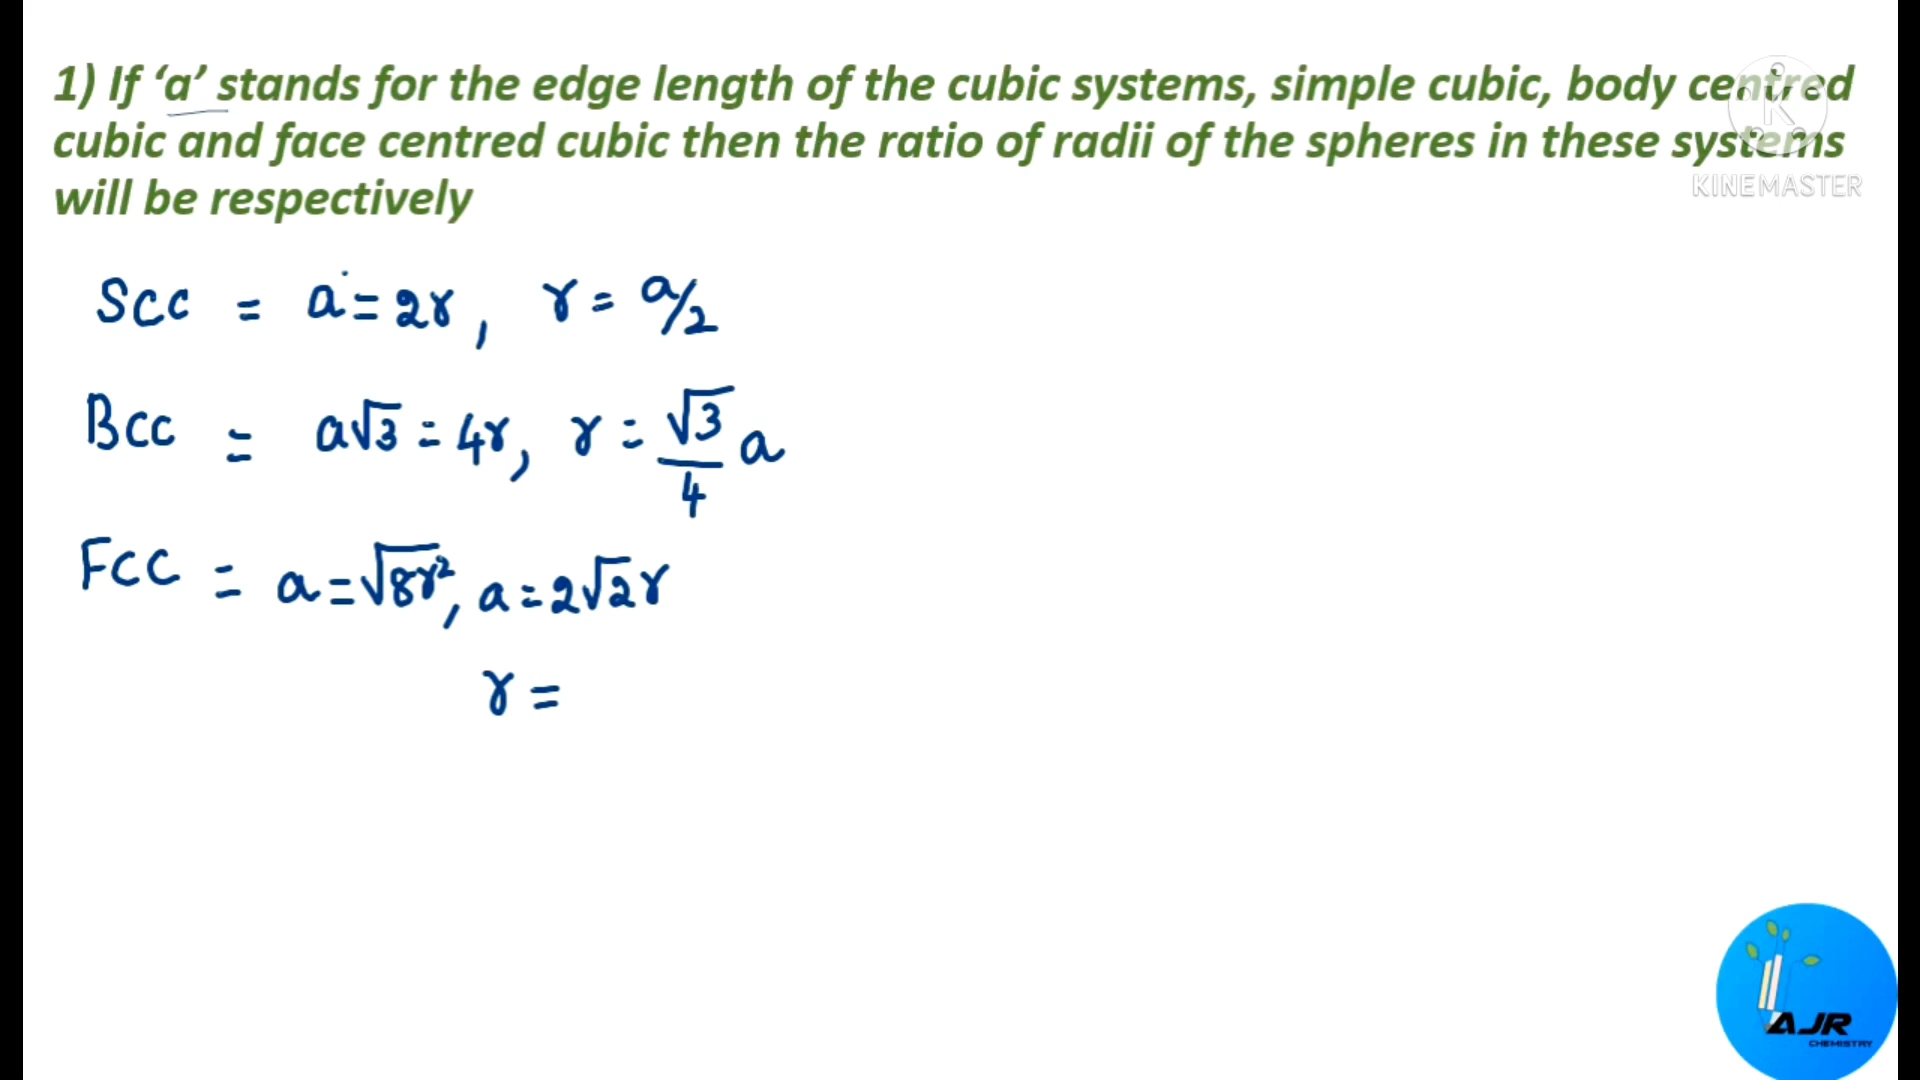 1) If ‘a’ stands for the edge length of the cubic systems, simple cubic, body centred
cubic and face centred cubic then the ratio of radii of the spheres in these systems
will be respectively
KINEMASTER
Scc = a = 2r, r = a/2
Bcc = a√3 = 4r, r = √3/4 a
Fcc = a = √8r², a = 2√2r
r =
AJR
CHEMISTRY